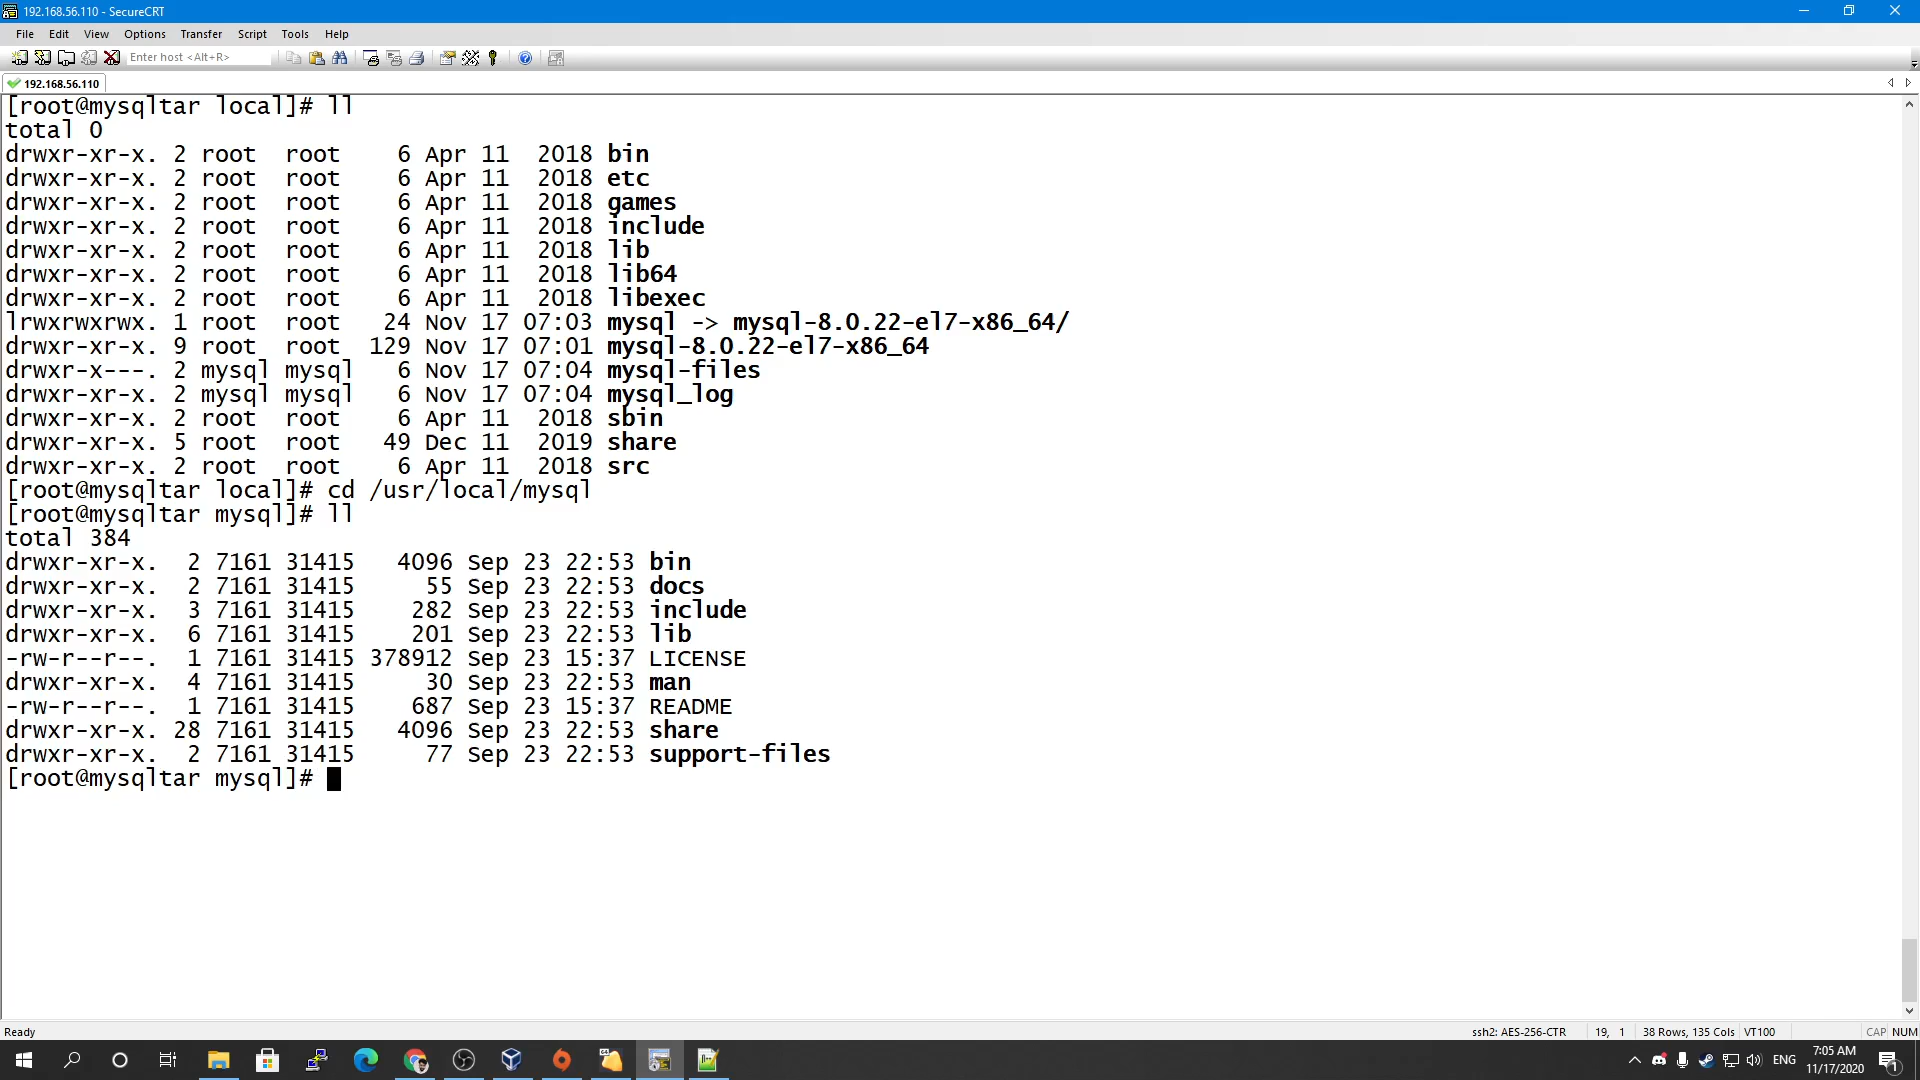 192.168.56.110 - SecureCRT
File Edit View Options Transfer Script Tools Help
Enter host <Alt+R>
192.168.56.110
[root@mysqltar local]# ll
total 0
drwxr-xr-x. 2 root  root    6 Apr 11  2018 bin
drwxr-xr-x. 2 root  root    6 Apr 11  2018 etc
drwxr-xr-x. 2 root  root    6 Apr 11  2018 games
drwxr-xr-x. 2 root  root    6 Apr 11  2018 include
drwxr-xr-x. 2 root  root    6 Apr 11  2018 lib
drwxr-xr-x. 2 root  root    6 Apr 11  2018 lib64
drwxr-xr-x. 2 root  root    6 Apr 11  2018 libexec
lrwxrwxrwx. 1 root  root   24 Nov 17 07:03 mysql -> mysql-8.0.22-el7-x86_64/
drwxr-xr-x. 9 root  root  129 Nov 17 07:01 mysql-8.0.22-el7-x86_64
drwxr-x---. 2 mysql mysql   6 Nov 17 07:04 mysql-files
drwxr-xr-x. 2 mysql mysql   6 Nov 17 07:04 mysql_log
drwxr-xr-x. 2 root  root    6 Apr 11  2018 sbin
drwxr-xr-x. 5 root  root   49 Dec 11  2019 share
drwxr-xr-x. 2 root  root    6 Apr 11  2018 src
[root@mysqltar local]# cd /usr/local/mysql
[root@mysqltar mysql]# ll
total 384
drwxr-xr-x.  2 7161 31415   4096 Sep 23 22:53 bin
drwxr-xr-x.  2 7161 31415     55 Sep 23 22:53 docs
drwxr-xr-x.  3 7161 31415    282 Sep 23 22:53 include
drwxr-xr-x.  6 7161 31415    201 Sep 23 22:53 lib
-rw-r--r--.  1 7161 31415 378912 Sep 23 15:37 LICENSE
drwxr-xr-x.  4 7161 31415     30 Sep 23 22:53 man
-rw-r--r--.  1 7161 31415    687 Sep 23 15:37 README
drwxr-xr-x. 28 7161 31415   4096 Sep 23 22:53 share
drwxr-xr-x.  2 7161 31415     77 Sep 23 22:53 support-files
[root@mysqltar mysql]#
Ready ssh2: AES-256-CTR 19, 1 38 Rows, 135 Cols VT100 CAP NUM
ENG 7:05 AM
11/17/2020
1